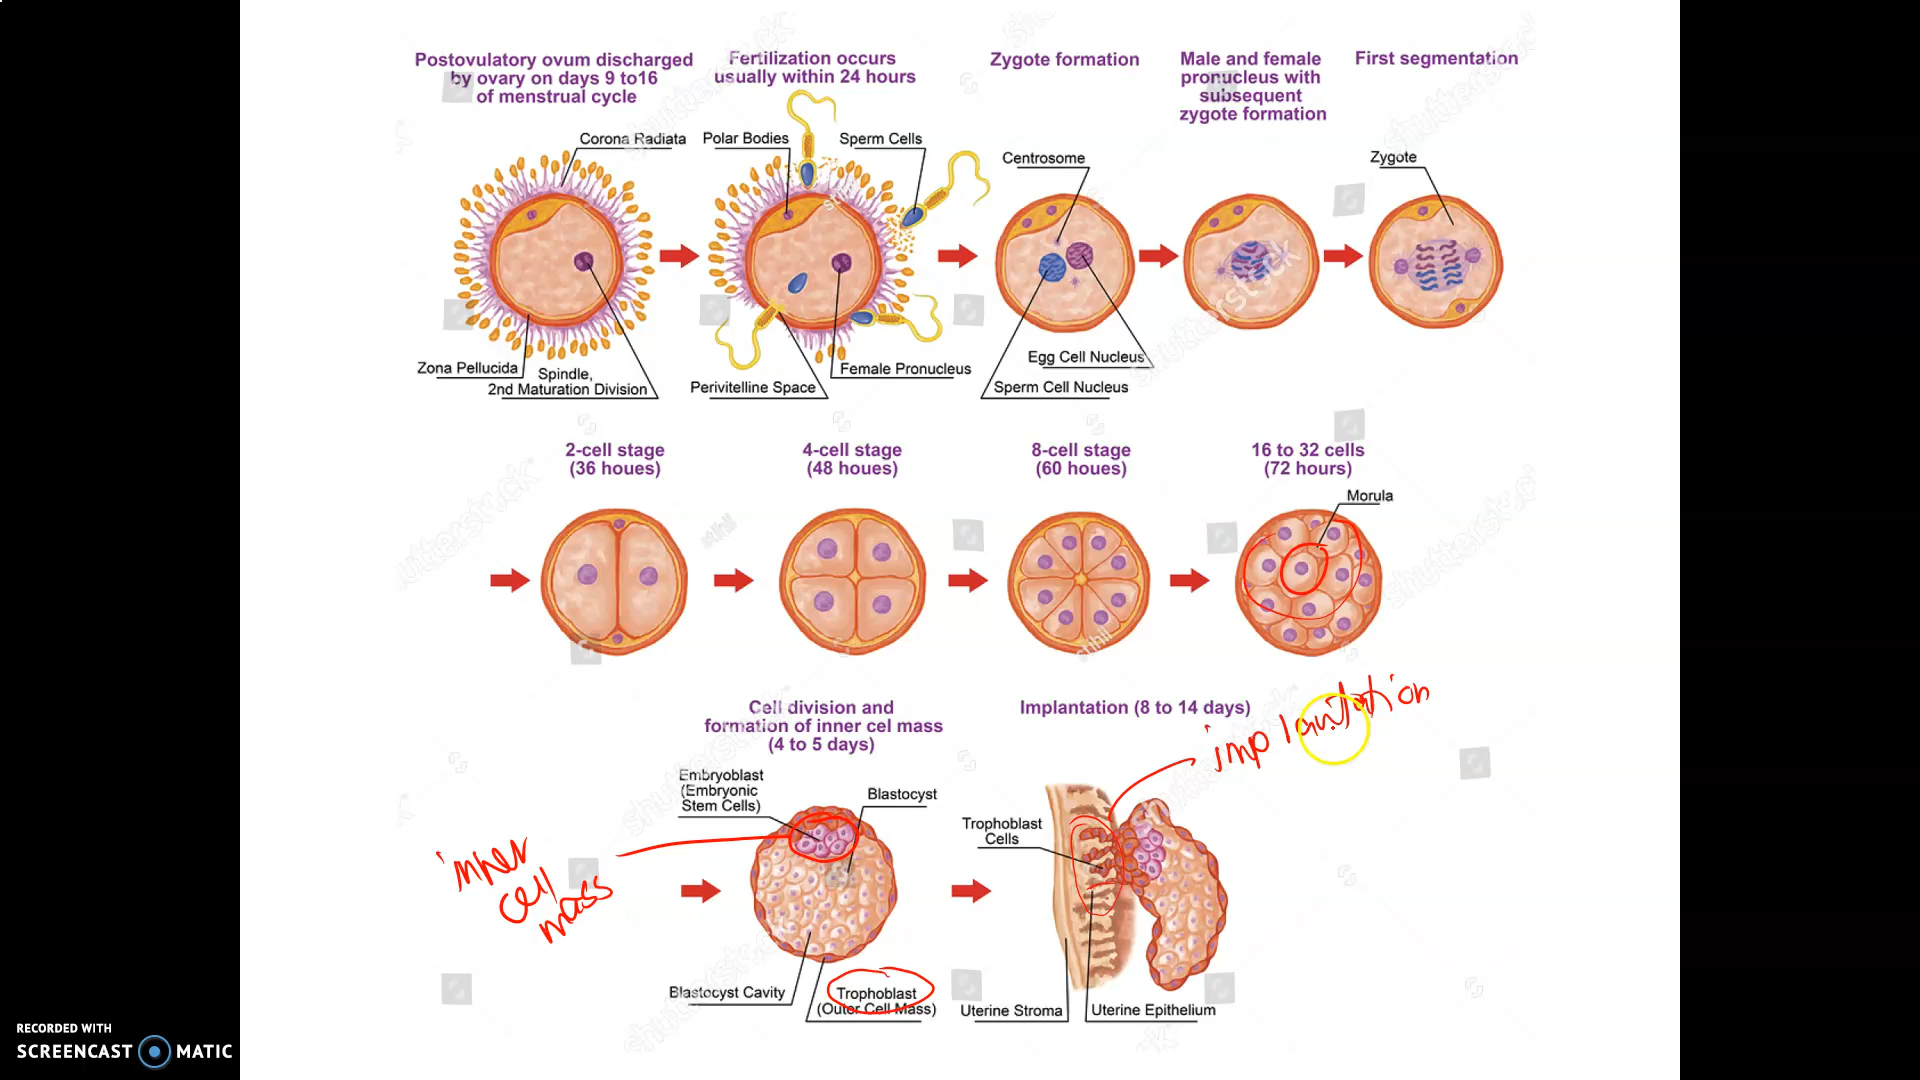 Postovulatory ovum discharged
by ovary on days 9 to16
of menstrual cycle
Fertilization occurs
usually within 24 hours
Zygote formation
Male and female
pronucleus with
subsequent
zygote formation
First segmentation
Corona Radiata
Polar Bodies
Sperm Cells
Centrosome
Zygote
Zona Pellucida
Spindle,
2nd Maturation Division
Perivitelline Space
Female Pronucleus
Egg Cell Nucleus
Sperm Cell Nucleus
2-cell stage
(36 houes)
4-cell stage
(48 houes)
8-cell stage
(60 houes)
16 to 32 cells
(72 hours)
Morula
Cell division and
formation of inner cel mass
(4 to 5 days)
Implantation (8 to 14 days)
implantation
Embryoblast
(Embryonic
Stem Cells)
Blastocyst
Trophoblast
Cells
inner
cell
mass
Blastocyst Cavity
Trophoblast
(Outer Cell Mass)
Uterine Stroma
Uterine Epithelium
RECORDED WITH
SCREENCAST MATIC
shutterstock
stihii